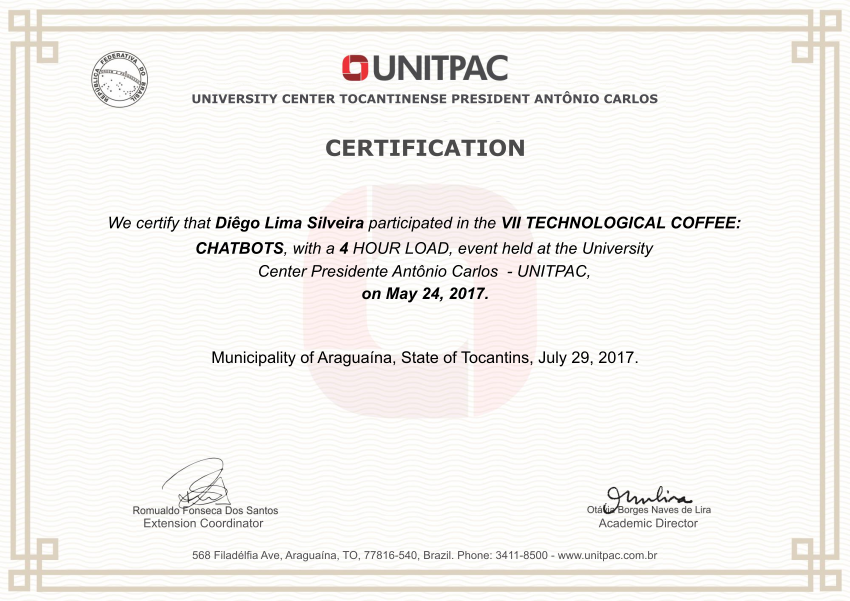 REPÚBLICA FEDERATIVA DO BRASIL
UNITPAC
UNIVERSITY CENTER TOCANTINENSE PRESIDENT ANTÔNIO CARLOS
CERTIFICATION
We certify that Diêgo Lima Silveira participated in the VII TECHNOLOGICAL COFFEE:
CHATBOTS, with a 4 HOUR LOAD, event held at the University
Center Presidente Antônio Carlos - UNITPAC,
on May 24, 2017.
Municipality of Araguaína, State of Tocantins, July 29, 2017.
Romualdo Fonseca Dos Santos
Extension Coordinator
Otávia Borges Naves de Lira
Academic Director
568 Filadélfia Ave, Araguaína, TO, 77816-540, Brazil. Phone: 3411-8500 - www.unitpac.com.br